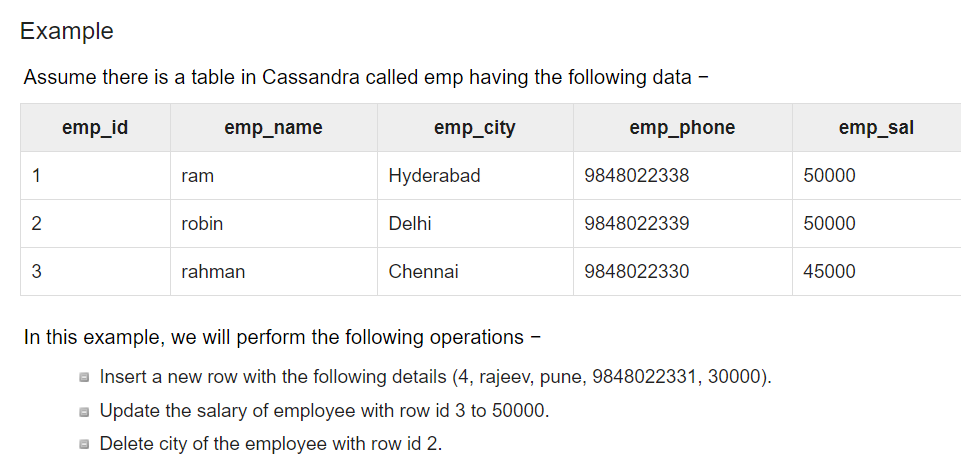 Example
Assume there is a table in Cassandra called emp having the following data −
emp_id emp_name emp_city emp_phone emp_sal
1 ram Hyderabad 9848022338 50000
2 robin Delhi 9848022339 50000
3 rahman Chennai 9848022330 45000
In this example, we will perform the following operations −
Insert a new row with the following details (4, rajeev, pune, 9848022331, 30000).
Update the salary of employee with row id 3 to 50000.
Delete city of the employee with row id 2.